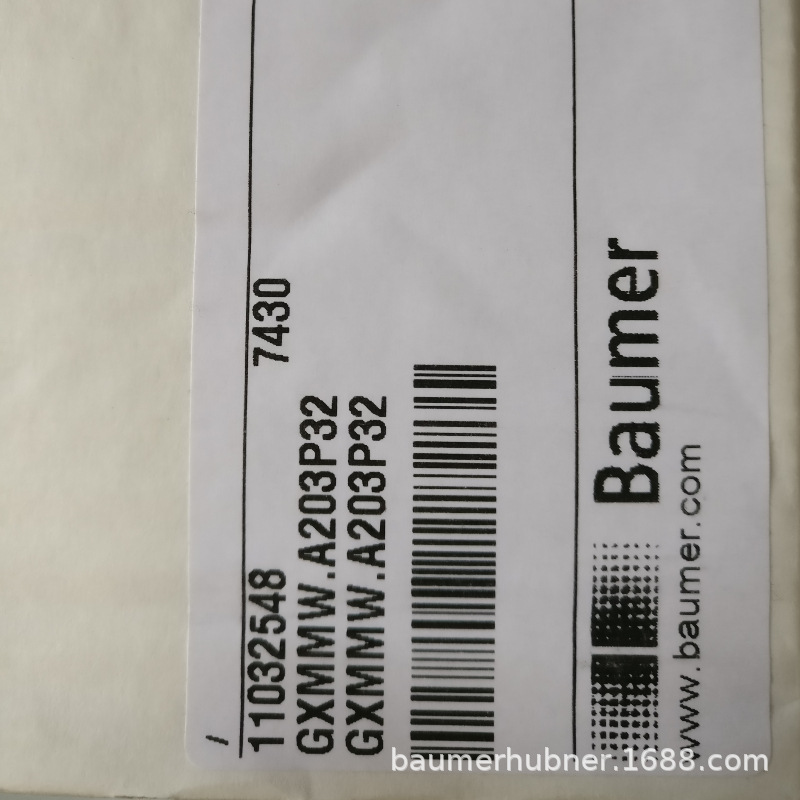 11032548 7430
GXMMW.A203P32
GXMMW.A203P32
Baumer
www.baumer.com
baumerhubner.1688.com